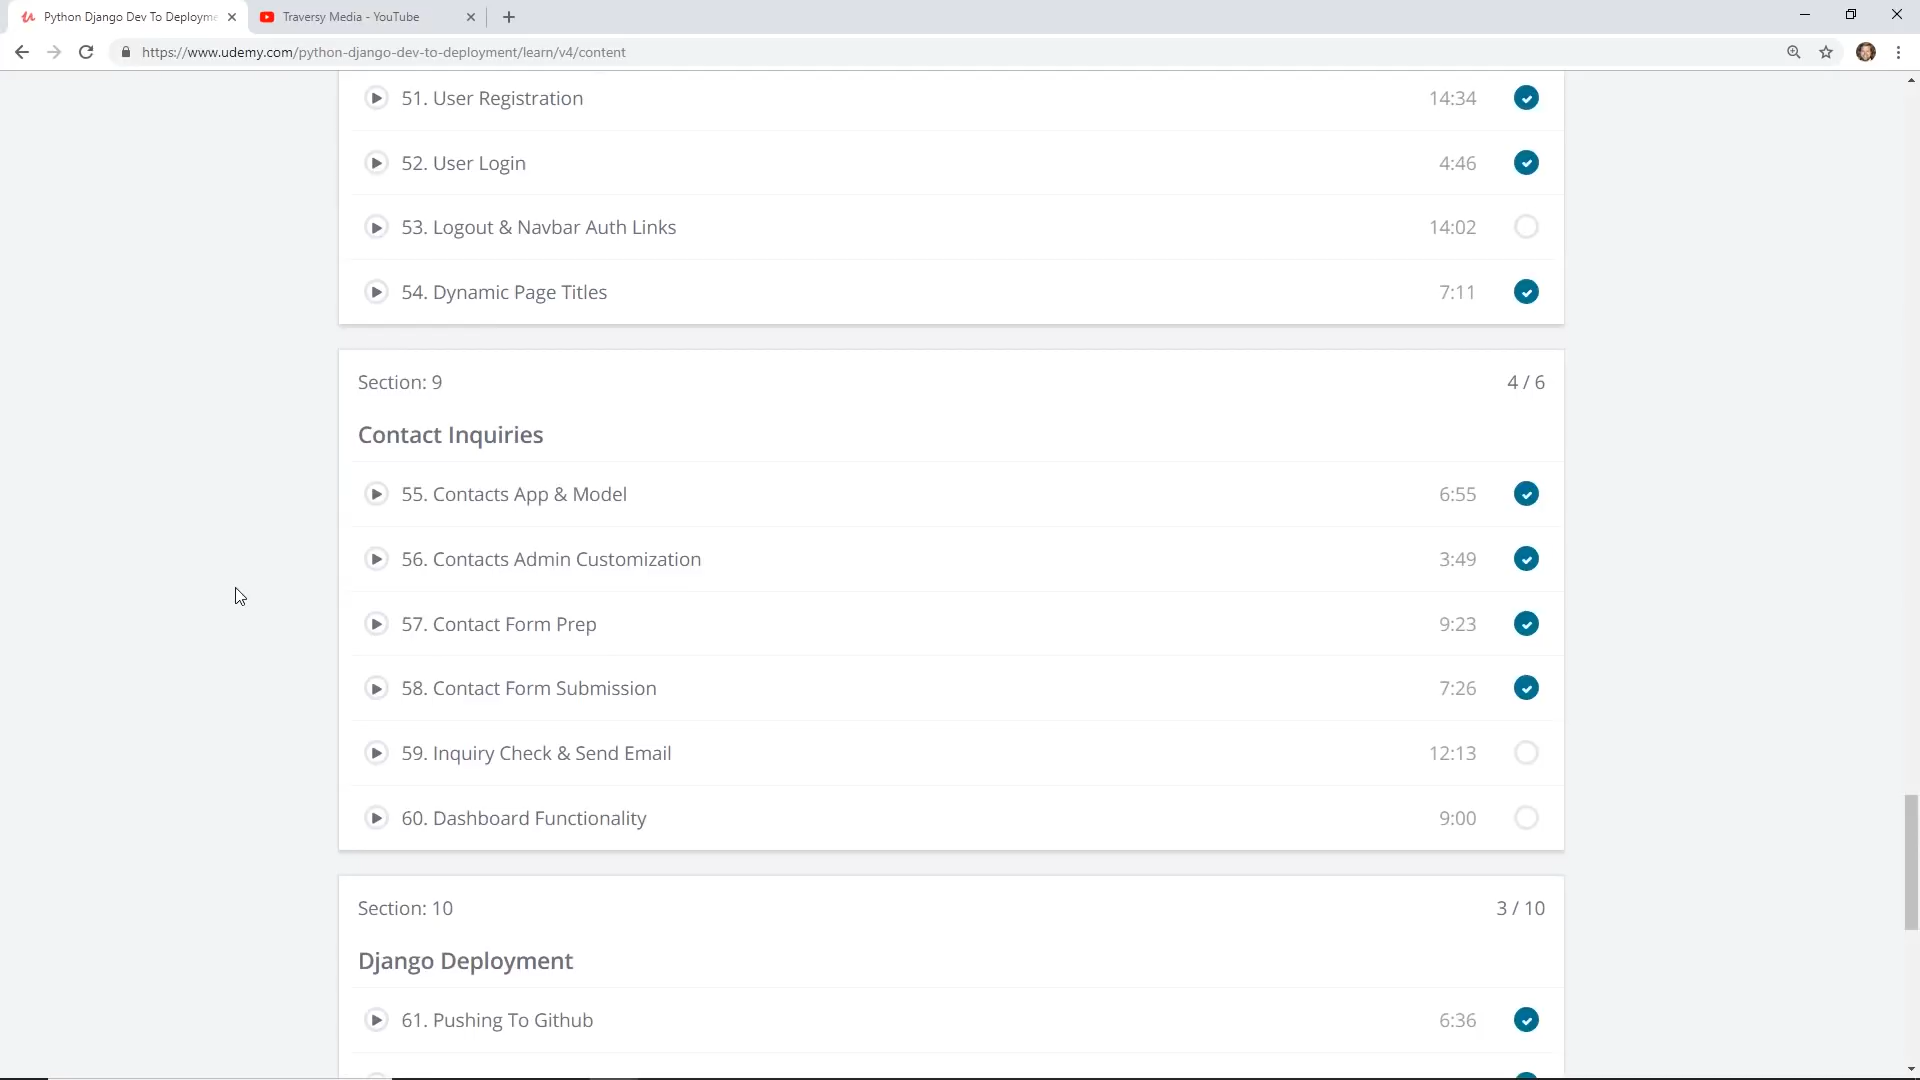 Python Django Dev To Deployme
Traversy Media - YouTube
https://www.udemy.com/python-django-dev-to-deployment/learn/v4/content
51. User Registration 14:34
52. User Login 4:46
53. Logout & Navbar Auth Links 14:02
54. Dynamic Page Titles 7:11
Section: 9 4 / 6
Contact Inquiries
55. Contacts App & Model 6:55
56. Contacts Admin Customization 3:49
57. Contact Form Prep 9:23
58. Contact Form Submission 7:26
59. Inquiry Check & Send Email 12:13
60. Dashboard Functionality 9:00
Section: 10 3 / 10
Django Deployment
61. Pushing To Github 6:36